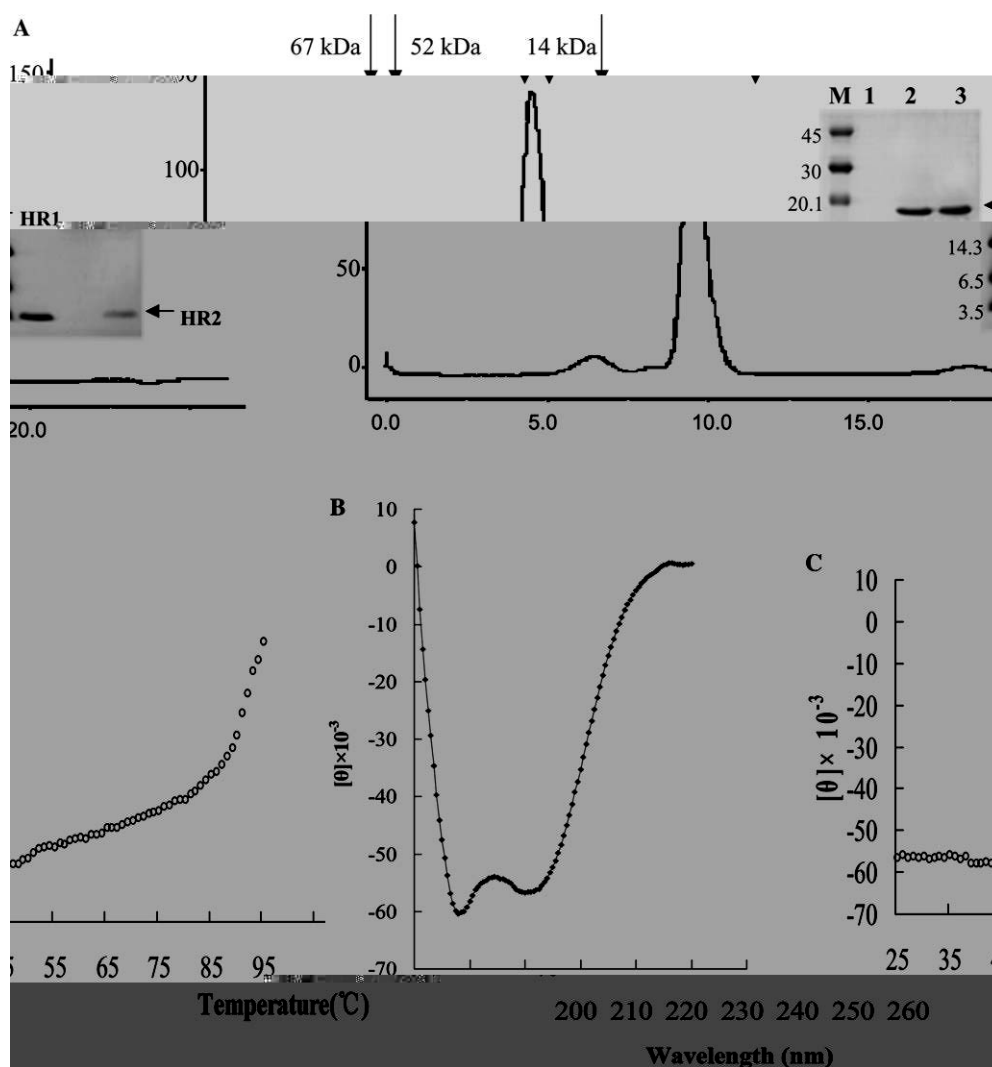 A
67 kDa 52 kDa 14 kDa
150
M 1 2 3
45
100
30
20.1
HR1
14.3
50
6.5
3.5
HR2
0
20.0
0.0 5.0 10.0 15.0
B
10
0
-10
-20
-30
-40
-50
-60
-70
[θ]×10-3
C
10
0
-10
-20
-30
-40
-50
-60
-70
[θ]× 10-3
55 65 75 85 95
25 35
Temperature(℃)
200 210 220 230 240 250 260
Wavelength (nm)